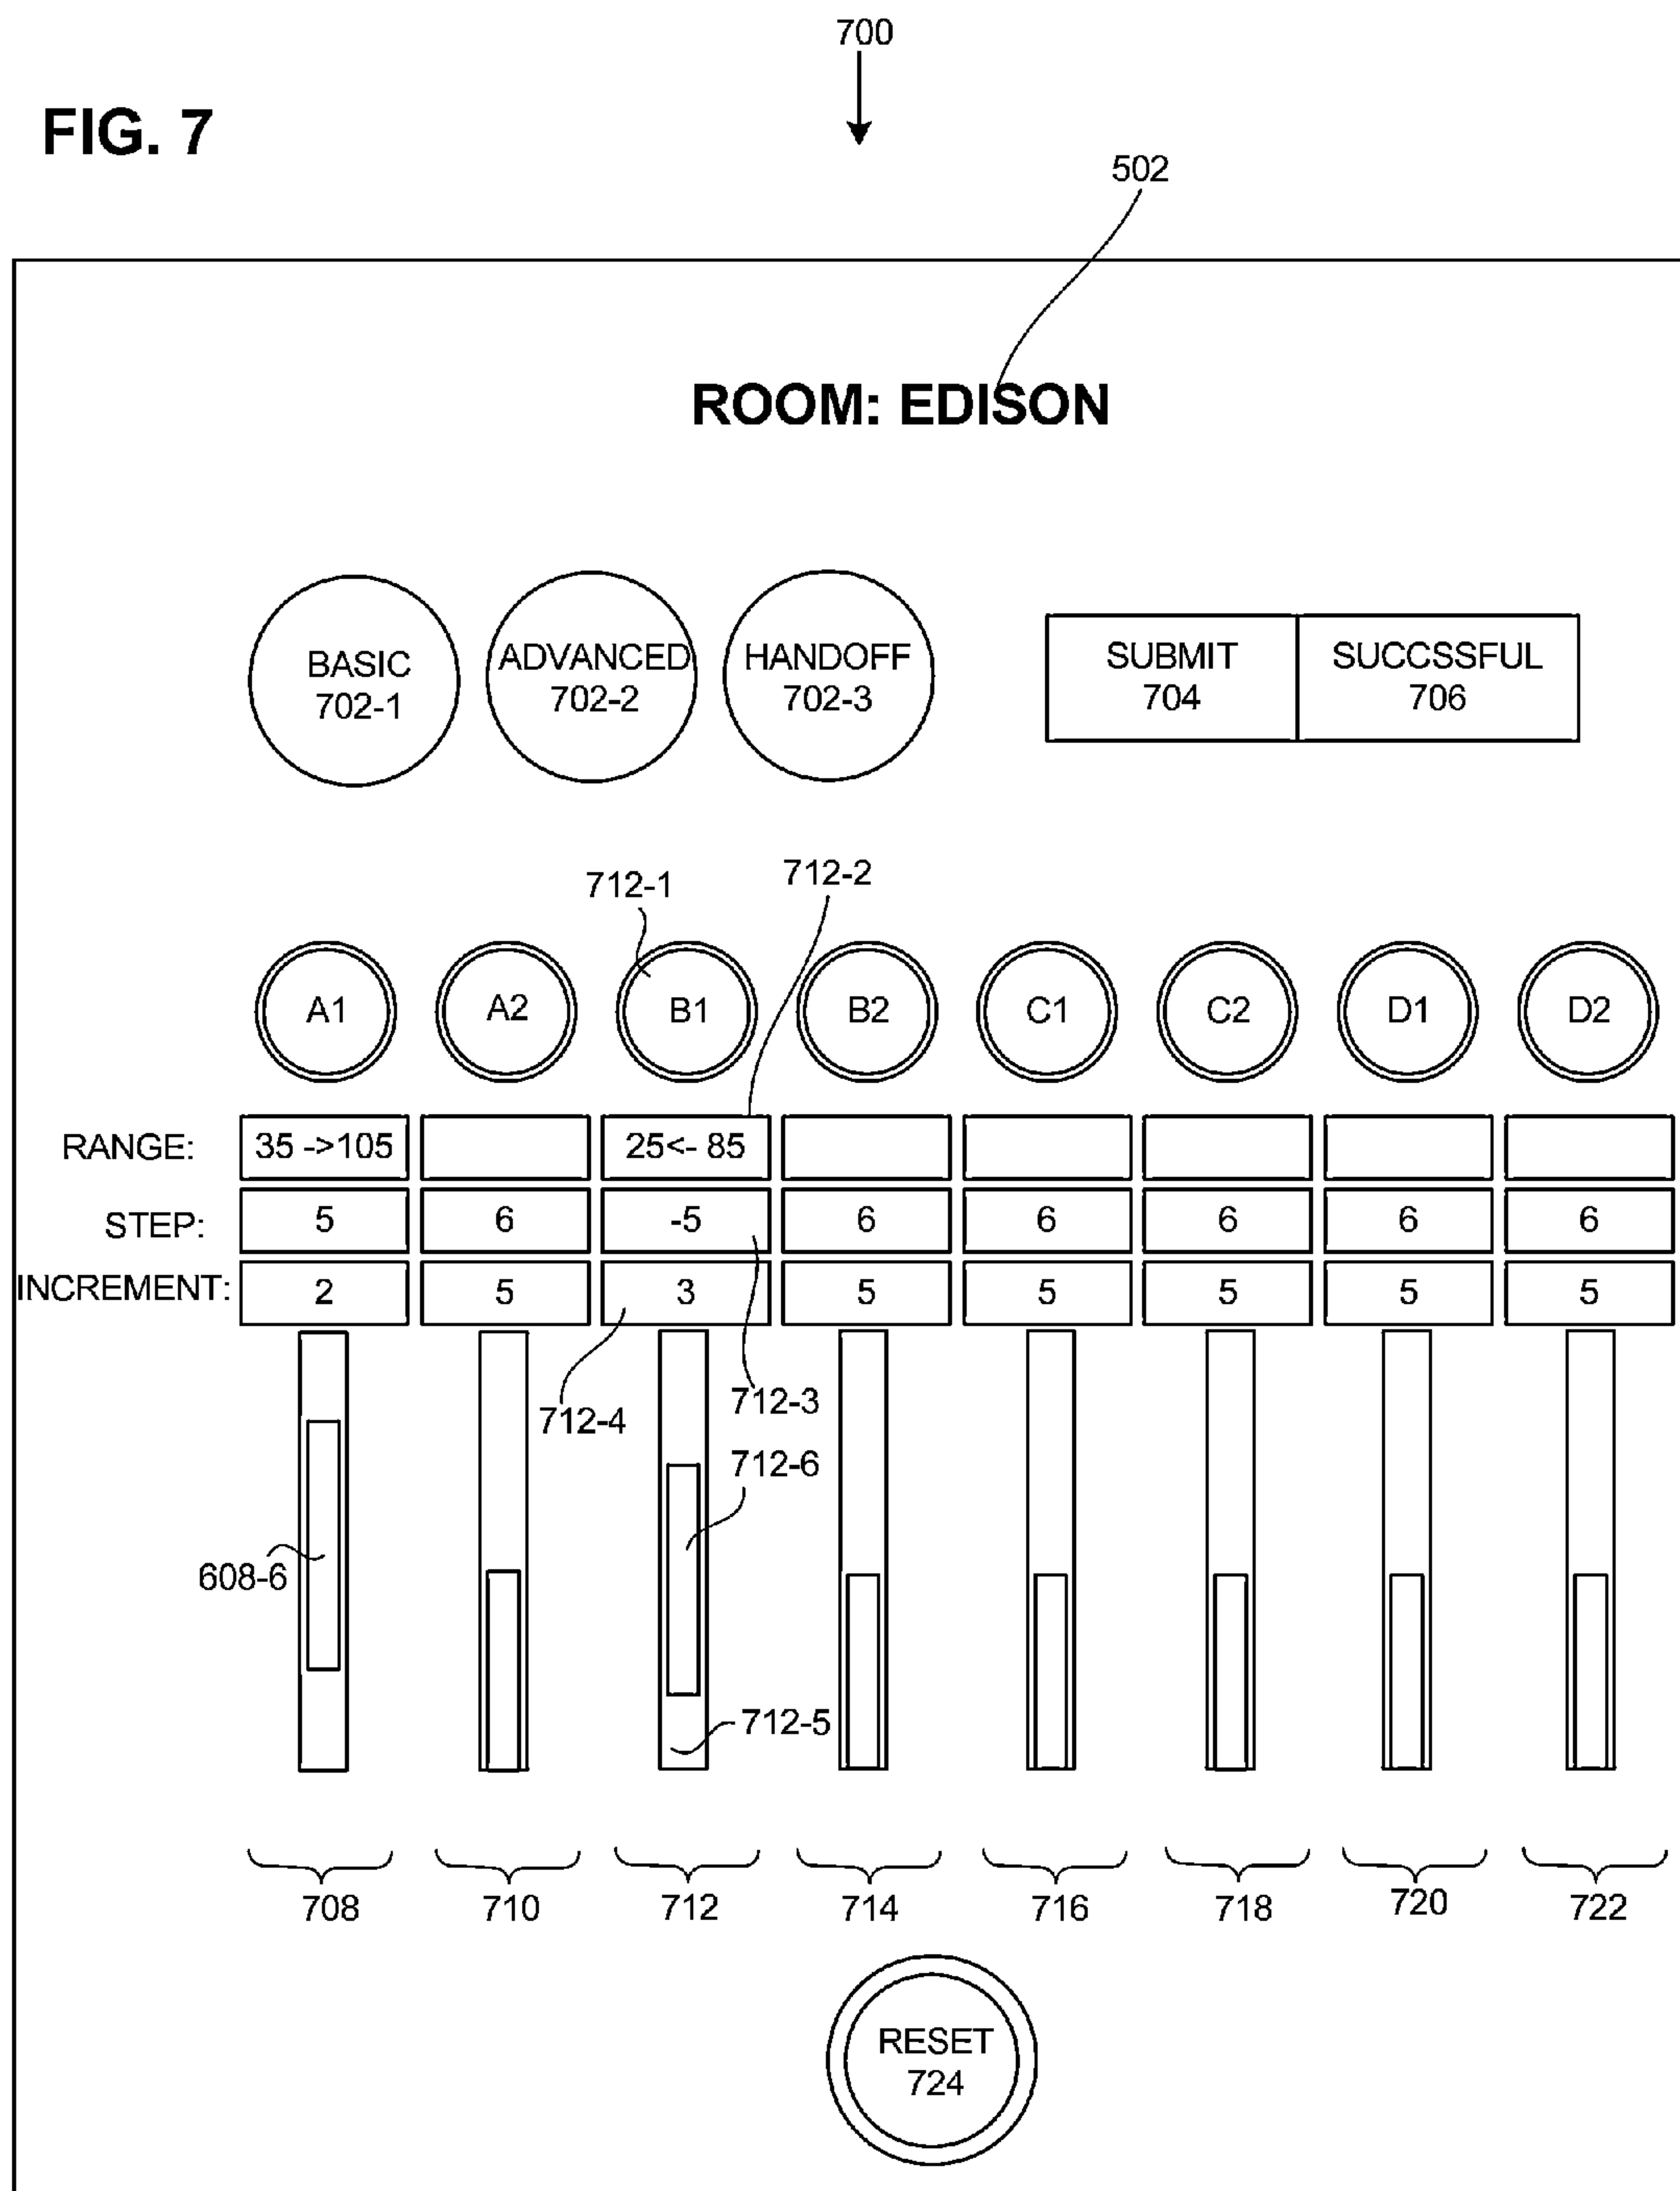 700
FIG. 7
502
ROOM: EDISON
BASIC
702-1
ADVANCED
702-2
HANDOFF
702-3
SUBMIT
704
SUCCSSFUL
706
712-1
712-2
A1 A2 B1 B2 C1 C2 D1 D2
RANGE: 35 ->105 25<- 85
STEP: 5 6 -5 6 6 6 6 6
INCREMENT: 2 5 3 5 5 5 5 5
712-3
712-4
712-6
608-6
712-5
708 710 712 714 716 718 720 722
RESET
724